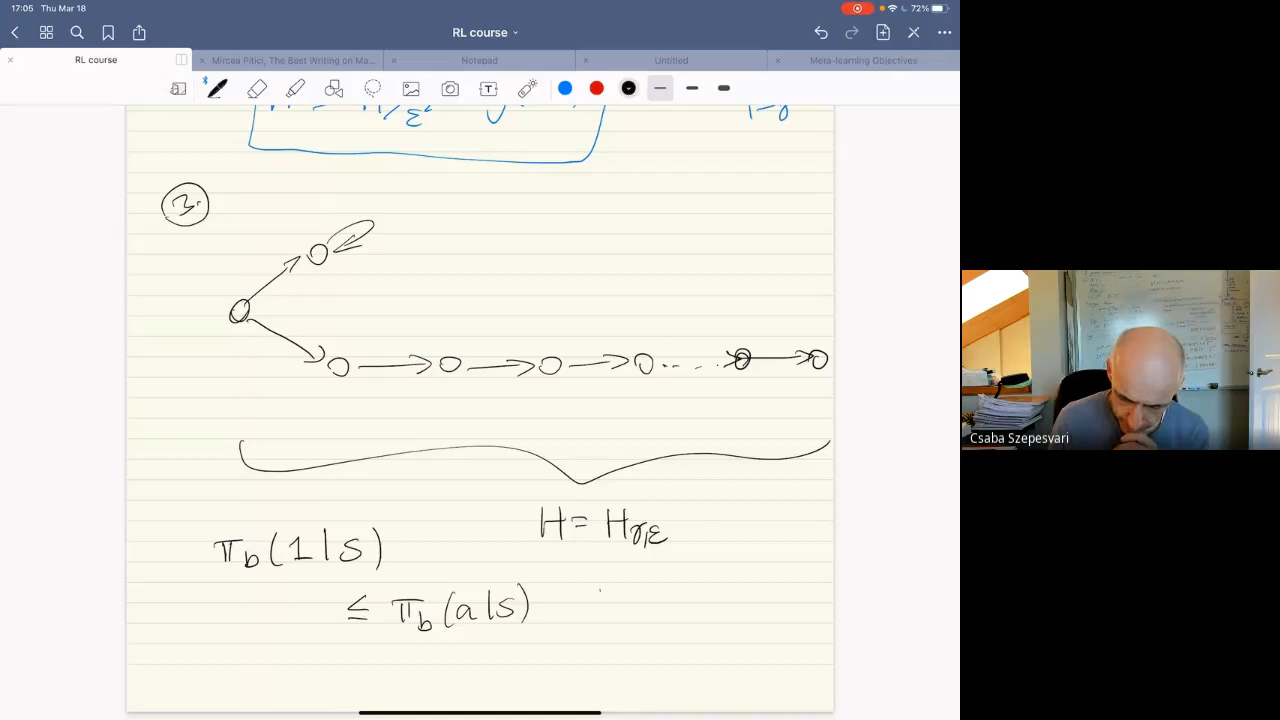 17:05 Thu Mar 18
72%
RL course
RL course
Mircea Pitici, The Best Writing on Ma...
Notepad
Untitled
Meta-learning Objectives
3.
H = H_{γ,ε}
π_b(1|s)
≤ π_b(a|s)
Csaba Szepesvari